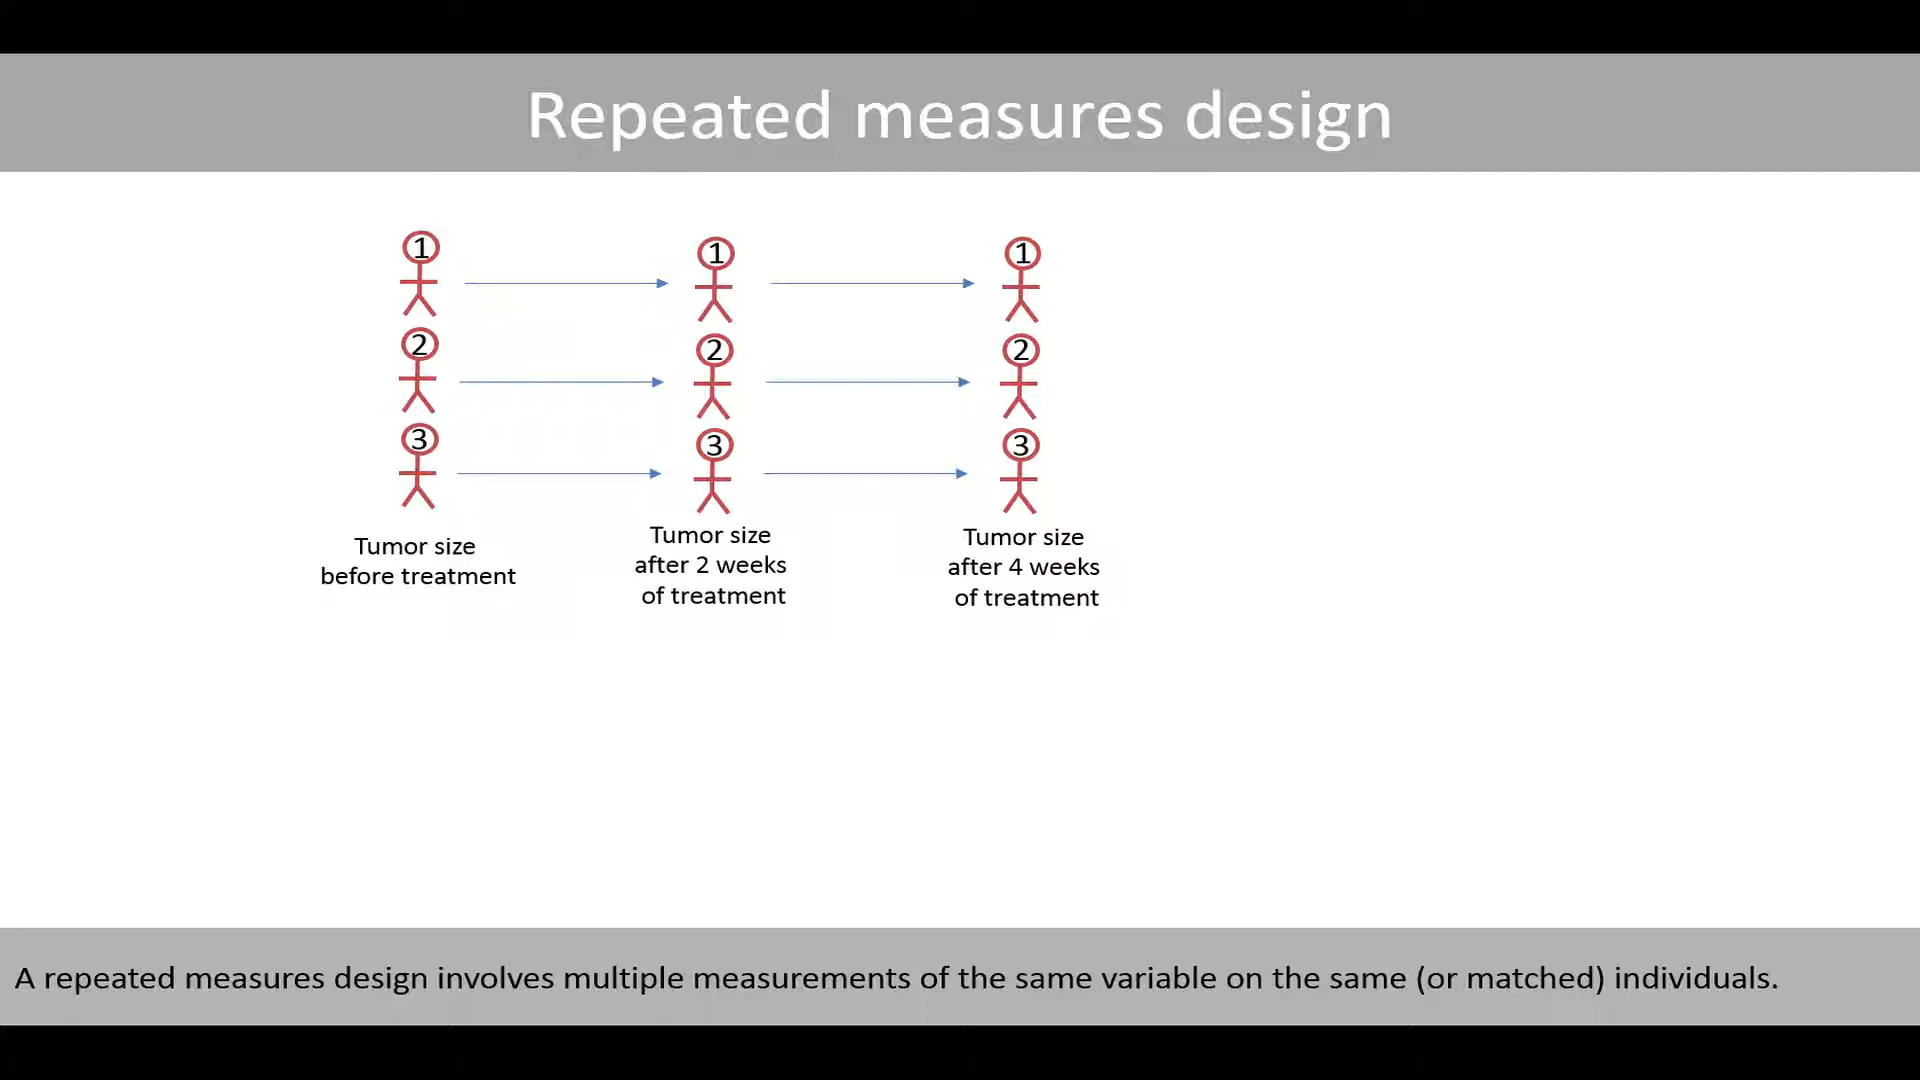 Repeated measures design
1 1 1
2 2 2
3 3 3
Tumor size
before treatment
Tumor size
after 2 weeks
of treatment
Tumor size
after 4 weeks
of treatment
A repeated measures design involves multiple measurements of the same variable on the same (or matched) individuals.